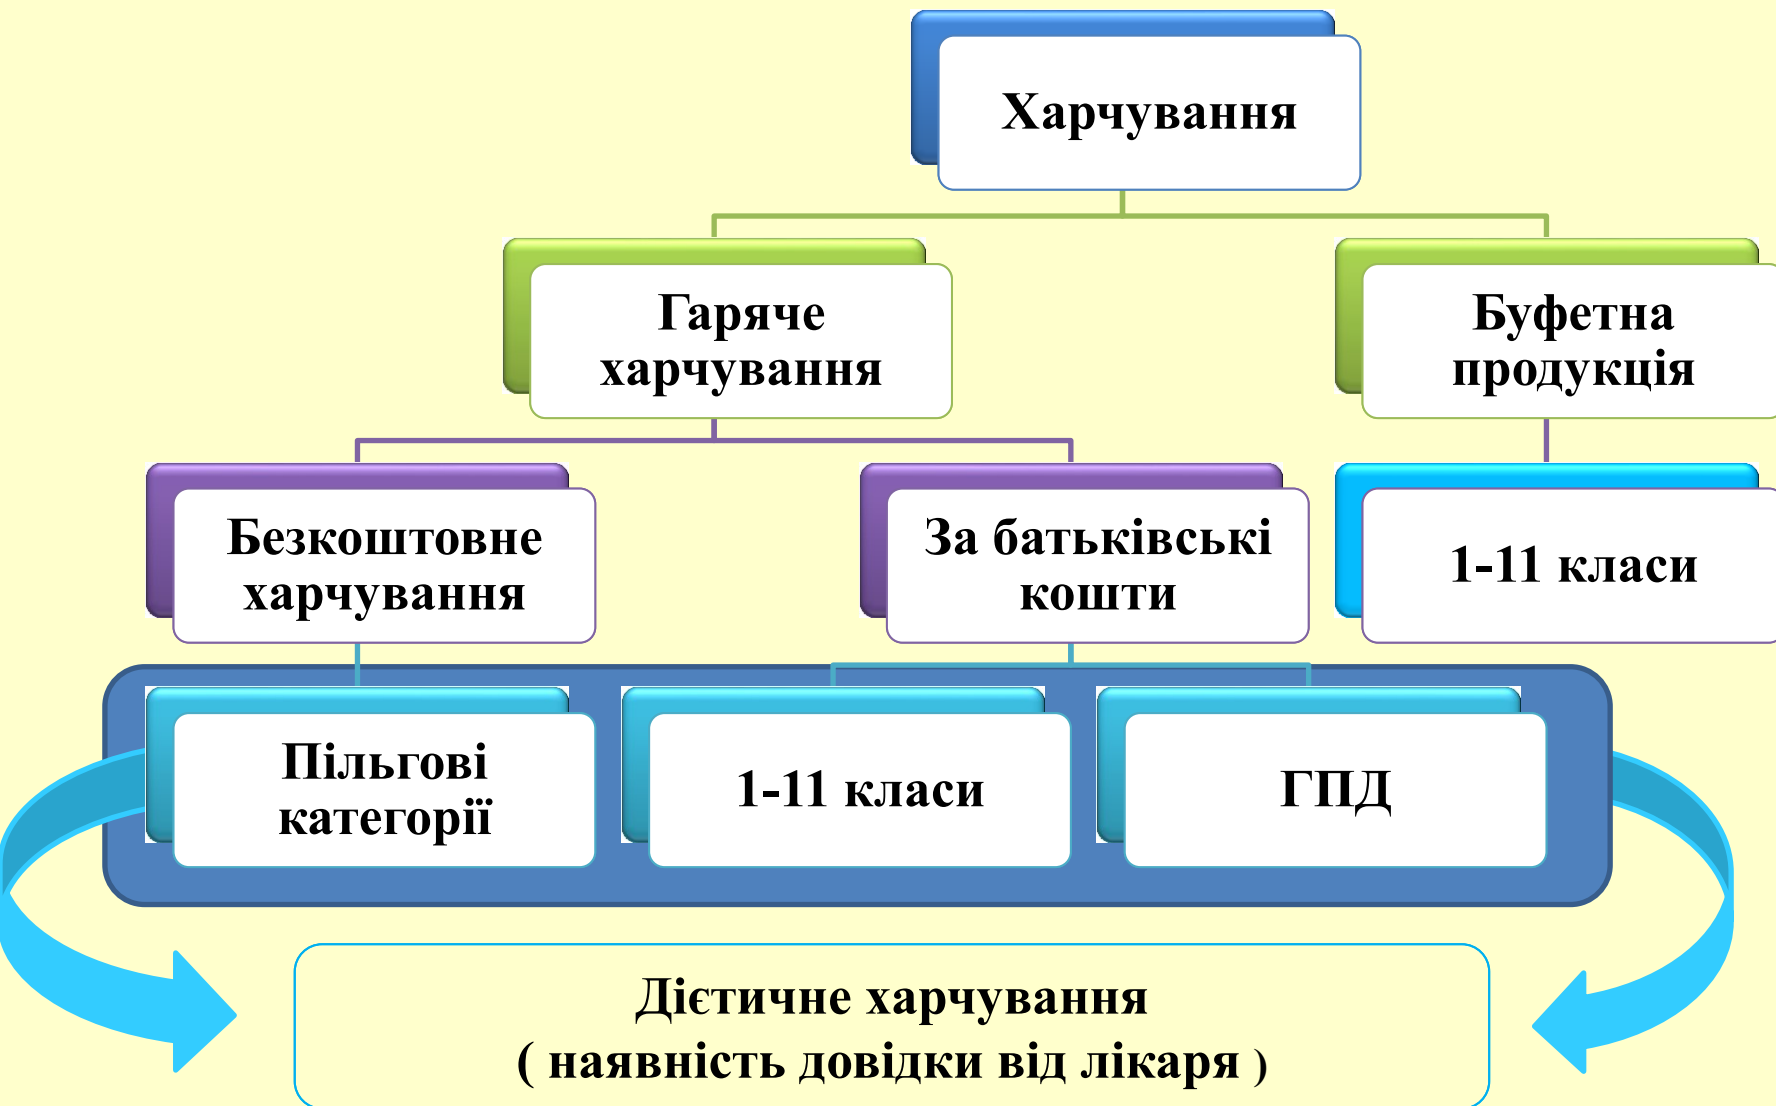 Харчування
Гаряче
харчування
Буфетна
продукція
Безкоштовне
харчування
За батьківські
кошти
1-11 класи
Пільгові
категорії
1-11 класи
ГПД
Дієтичне харчування
( наявність довідки від лікаря )